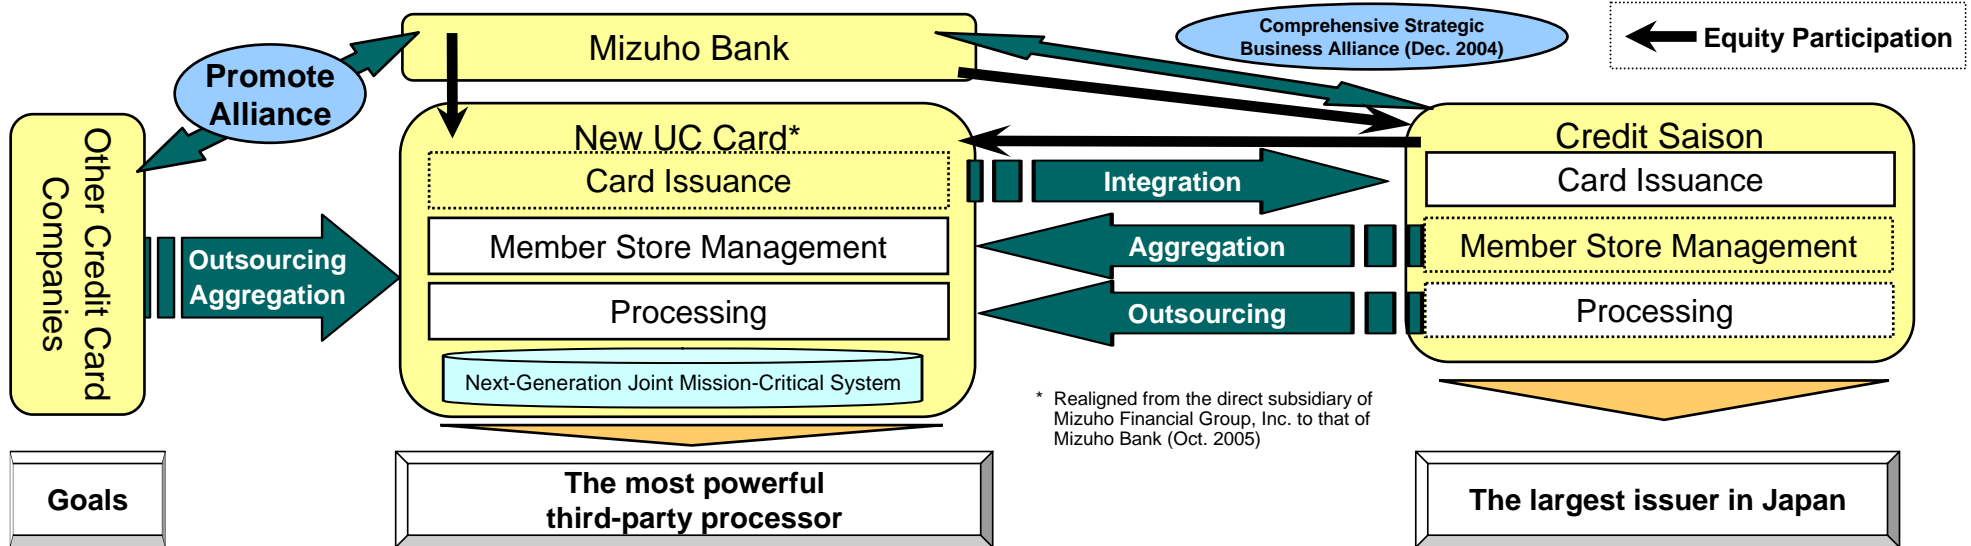 Mizuho Bank
Comprehensive Strategic
Business Alliance (Dec. 2004)
Equity Participation
Promote
Alliance
Other Credit Card
Companies
New UC Card*
Card Issuance
Member Store Management
Processing
Next-Generation Joint Mission-Critical System
Outsourcing
Aggregation
Integration
Aggregation
Outsourcing
Credit Saison
Card Issuance
Member Store Management
Processing
* Realigned from the direct subsidiary of
Mizuho Financial Group, Inc. to that of
Mizuho Bank (Oct. 2005)
Goals
The most powerful
third-party processor
The largest issuer in Japan